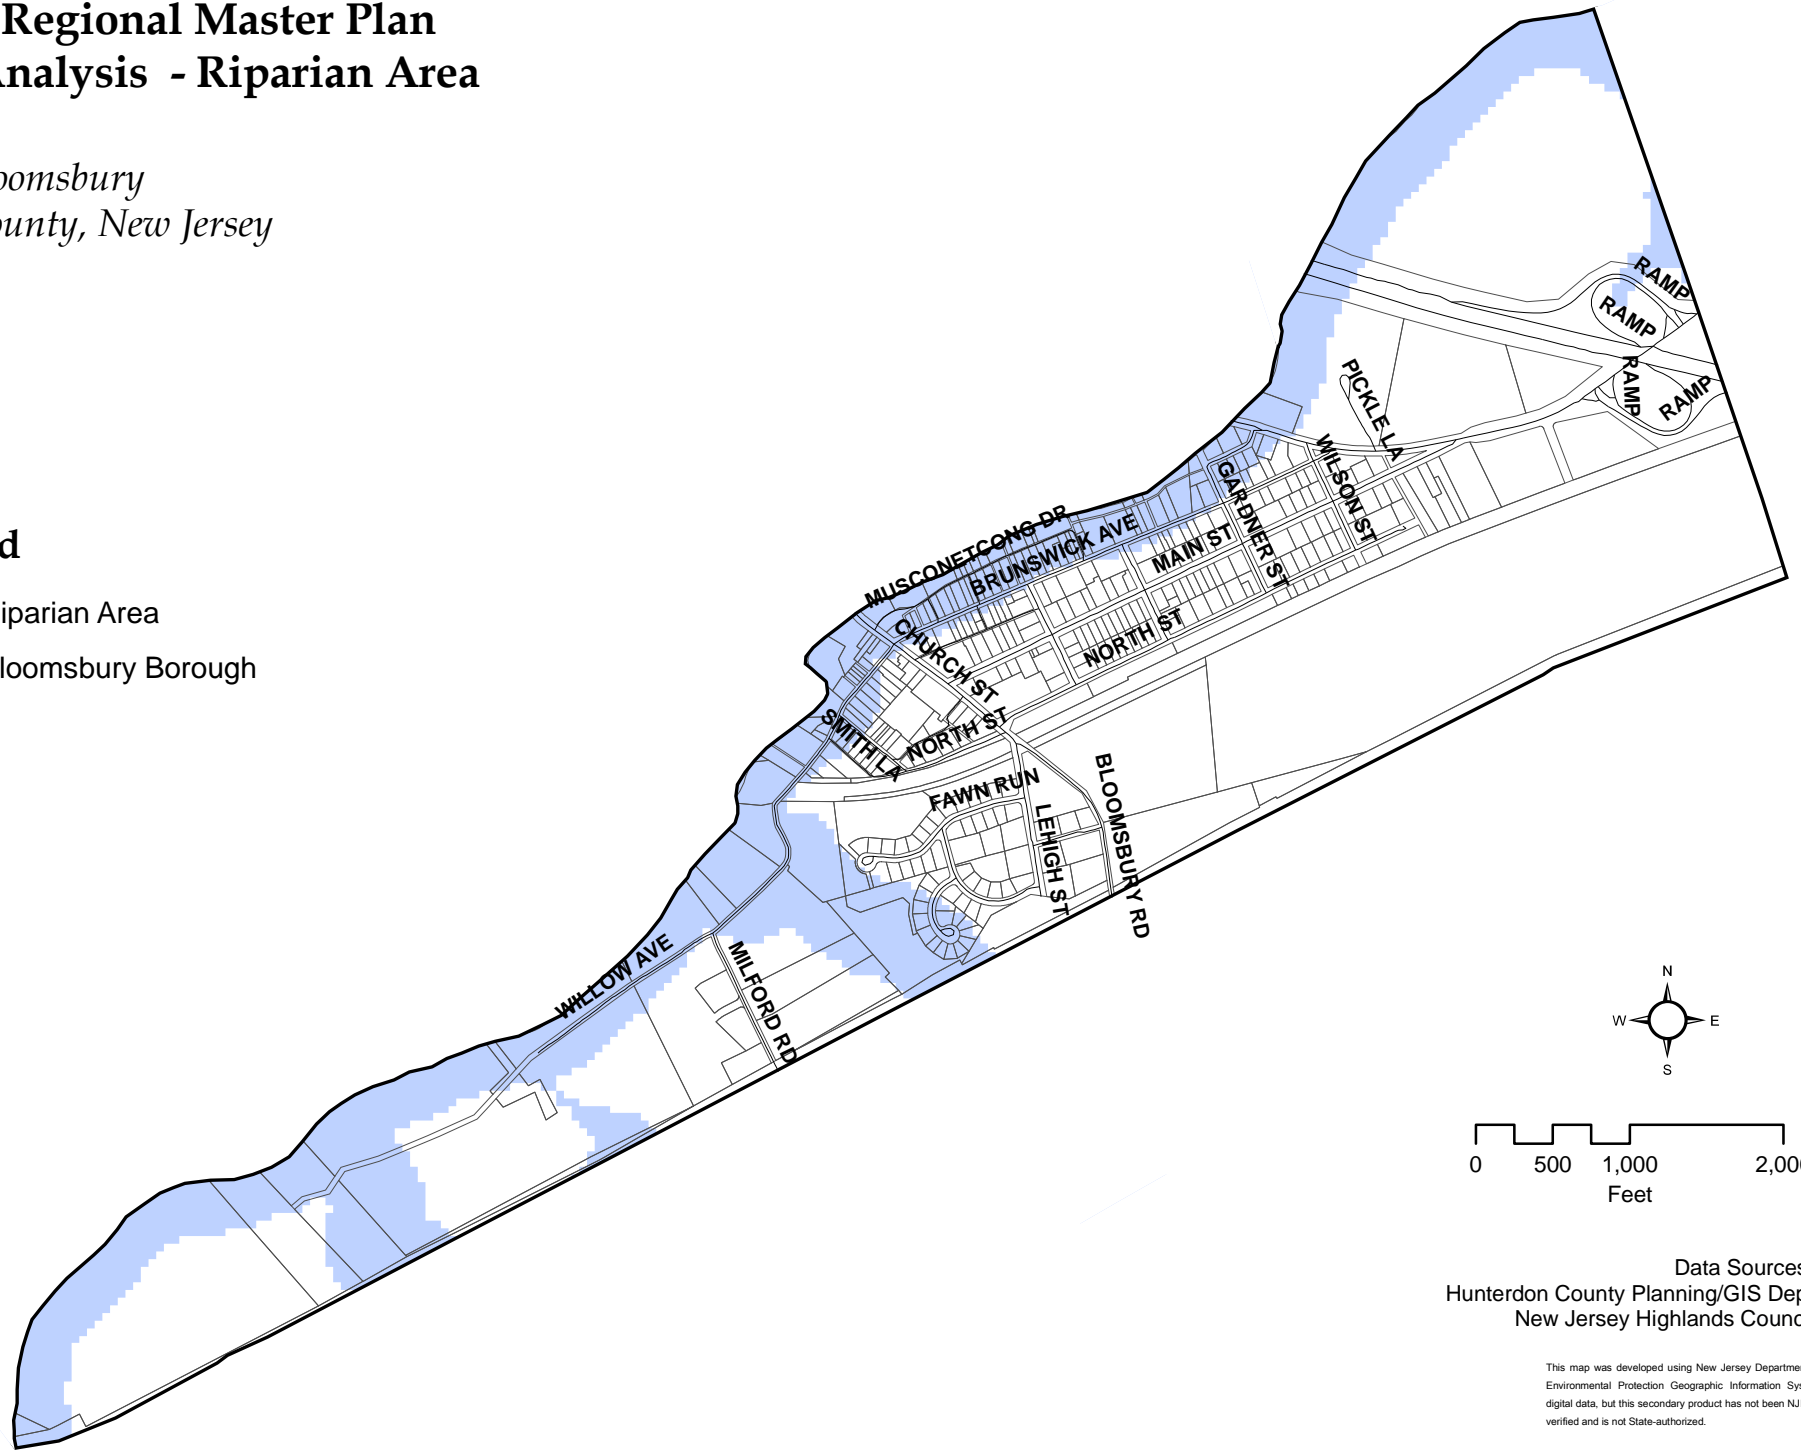 Regional Master Plan
Analysis - Riparian Area
oomsbury
ounty, New Jersey
d
iparian Area
loomsbury Borough
RAMP
RAMP
RAMP
RAMP
PICKLE LA
WILSON ST
GARDNER ST
MUSCONETCONG DR
BRUNSWICK AVE
MAIN ST
NORTH ST
CHURCH ST
SMITH LA
NORTH ST
FAWN RUN
LEHIGH ST
BLOOMSBURY RD
WILLOW AVE
MILFORD RD
N
W E
S
0 500 1,000 2,00
Feet
Data Sources
Hunterdon County Planning/GIS Dep
New Jersey Highlands Counc
This map was developed using New Jersey Departme
Environmental Protection Geographic Information Sys
digital data, but this secondary product has not been NJ
verified and is not State-authorized.